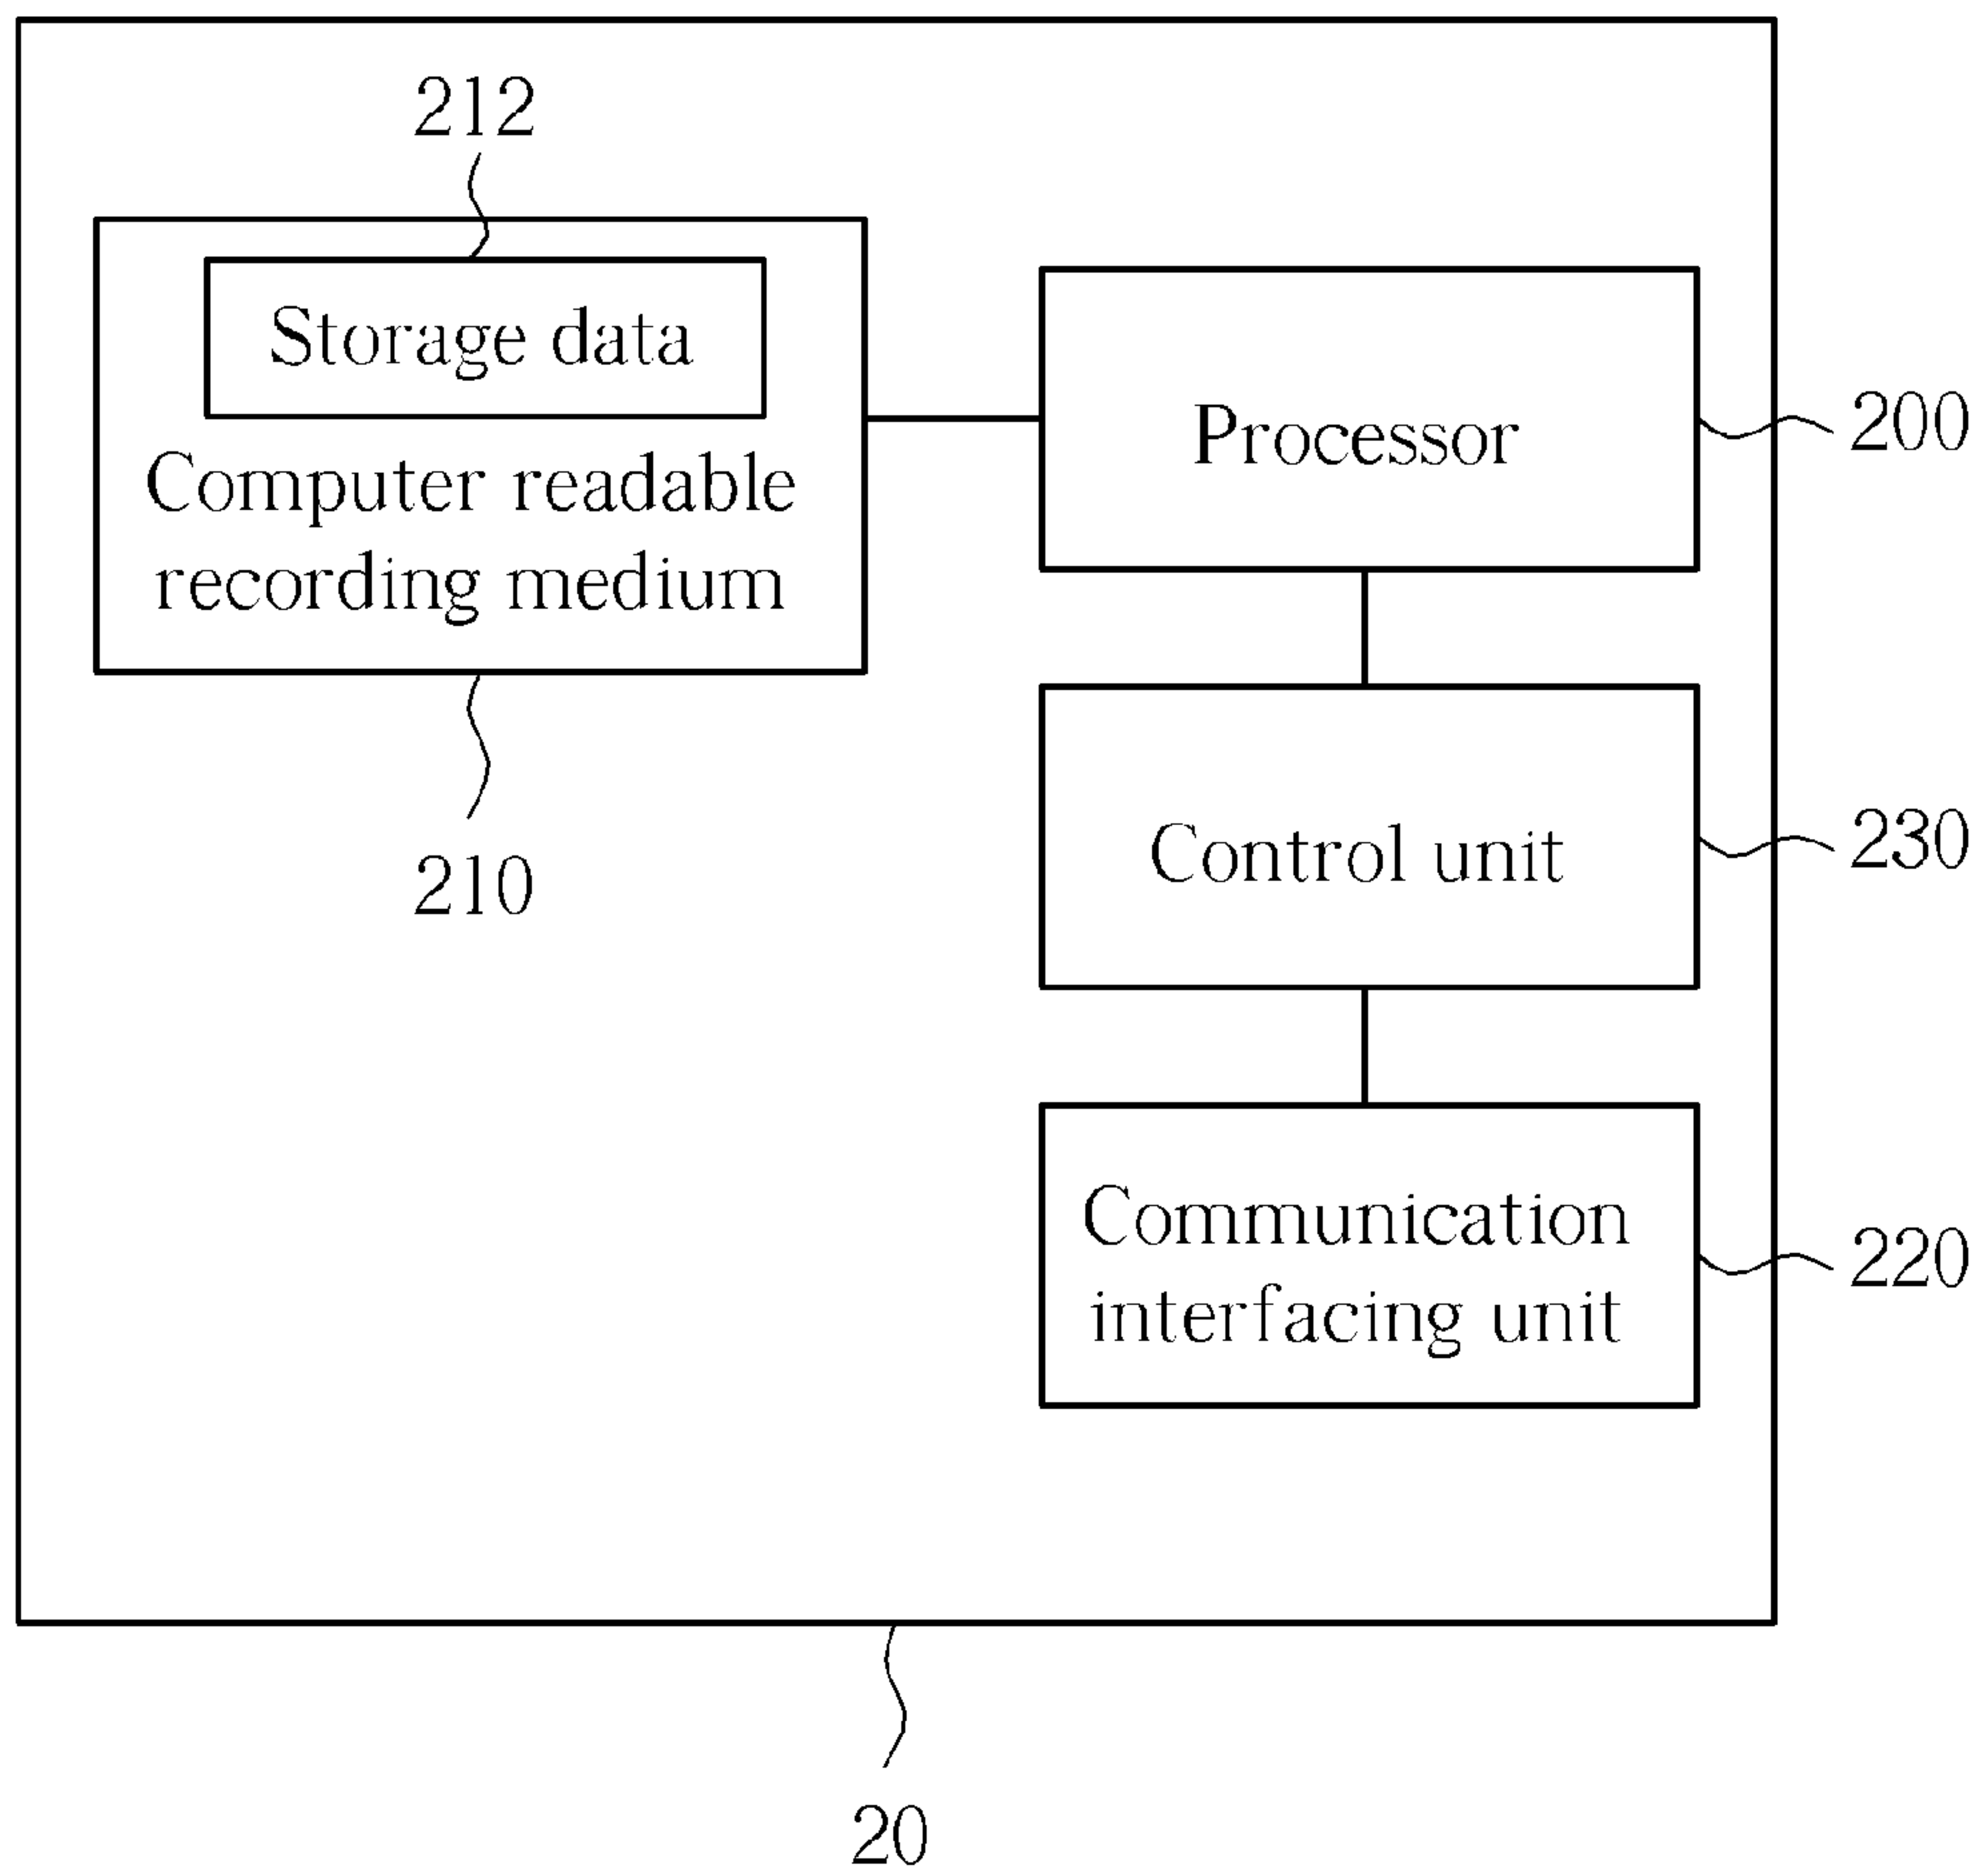 212
Storage data
Computer readable
recording medium
210
Processor
200
Control unit
230
Communication
interfacing unit
220
20